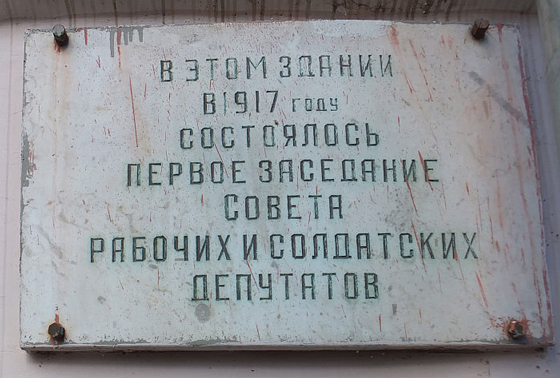 В ЭТОМ ЗДАНИИ
В 1917 ГОДУ
СОСТОЯЛОСЬ
ПЕРВОЕ ЗАСЕДАНИЕ
СОВЕТА
РАБОЧИХ И СОЛДАТСКИХ
ДЕПУТАТОВ